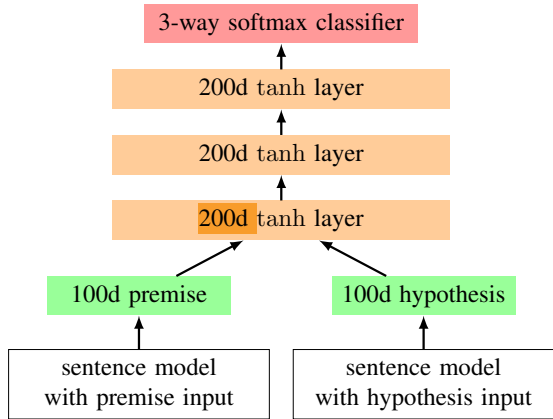 3-way softmax classifier
200d tanh layer
200d tanh layer
200d tanh layer
100d premise
100d hypothesis
sentence model
with premise input
sentence model
with hypothesis input